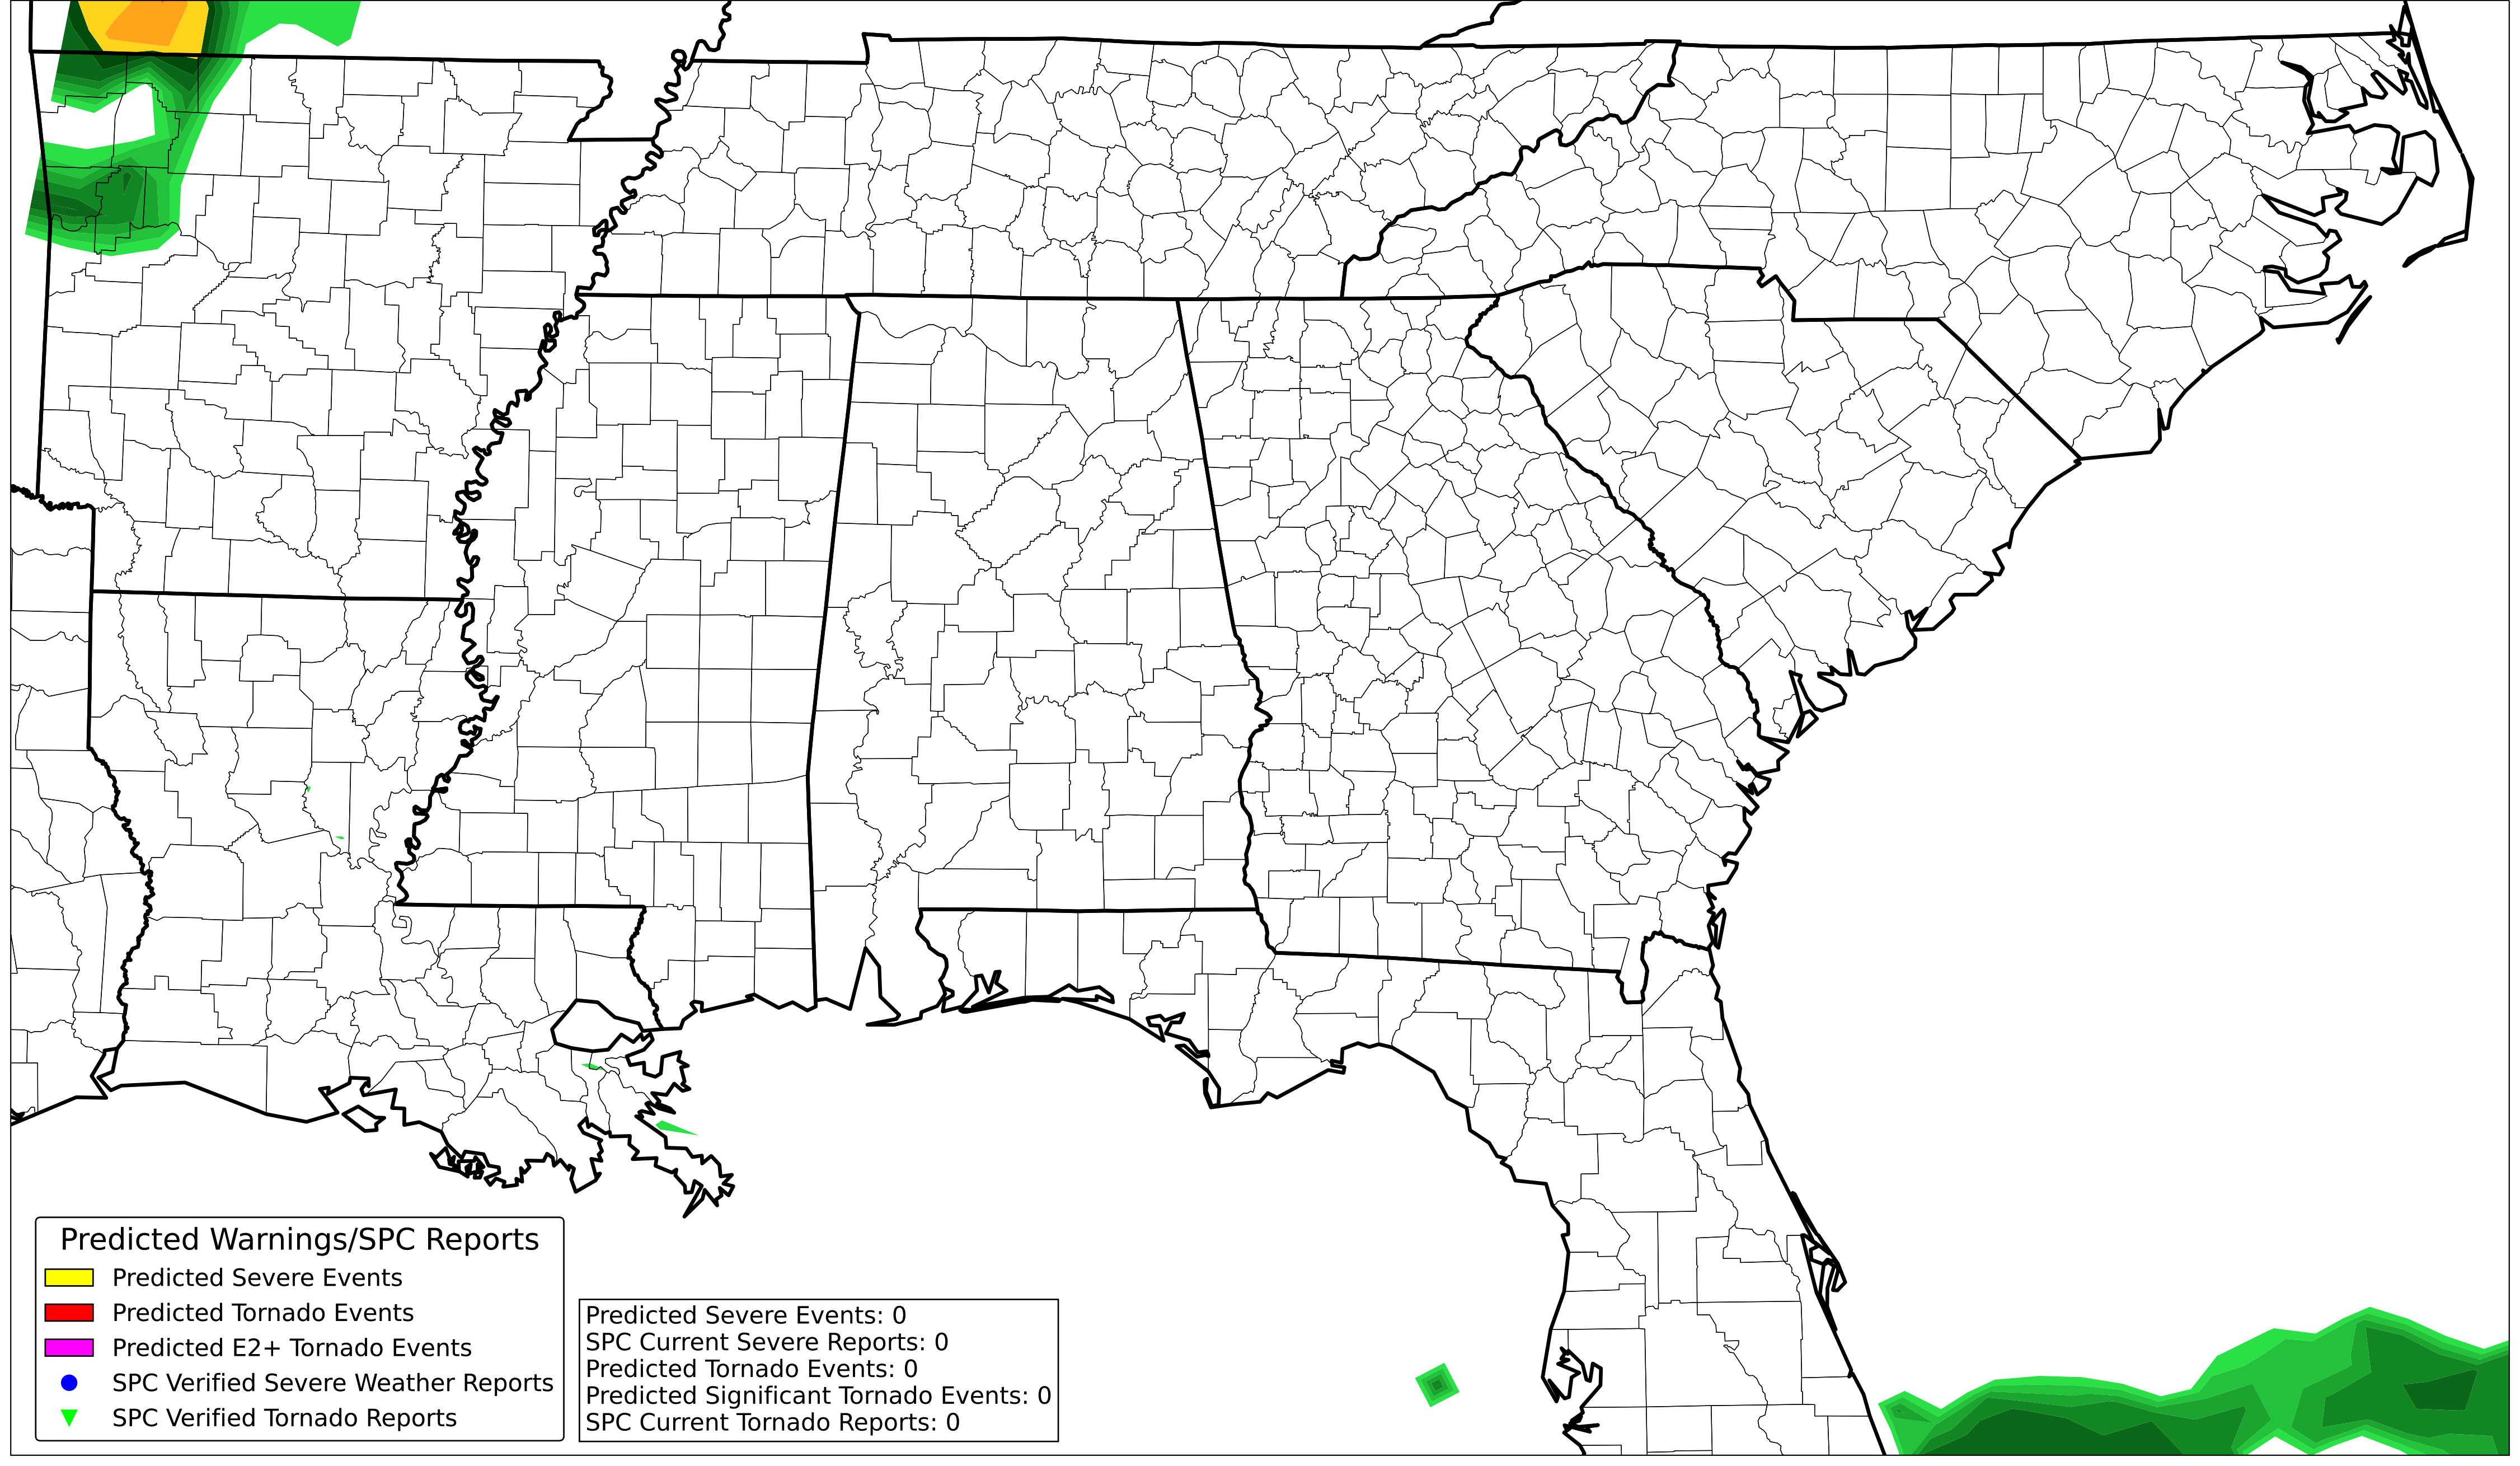 Predicted Warnings/SPC Reports
Predicted Severe Events
Predicted Tornado Events
Predicted E2+ Tornado Events
SPC Verified Severe Weather Reports
SPC Verified Tornado Reports
Predicted Severe Events: 0
SPC Current Severe Reports: 0
Predicted Tornado Events: 0
Predicted Significant Tornado Events: 0
SPC Current Tornado Reports: 0